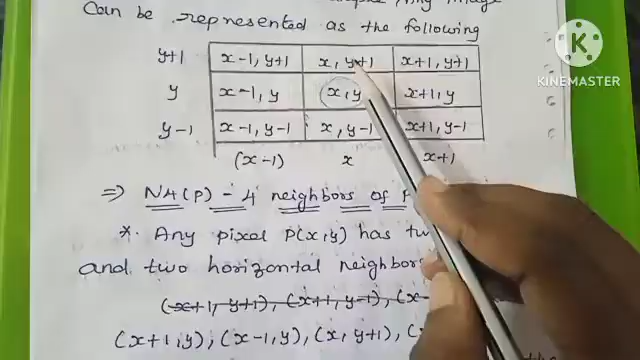 Can be represented as the following
y+1 x-1, y+1 x, y+1 x+1, y+1
y x-1, y x, y x+1, y
y-1 x-1, y-1 x, y-1 x+1, y-1
(x-1) x x+1
⇒ N4(P) - 4 neighbors of
* Any pixel P(x,y) has
and two horizontal neighbor
(x+1, y+1), (x+1, y-1), (x-
(x+1, y), (x-1, y), (x, y+1), (
KINEMASTER